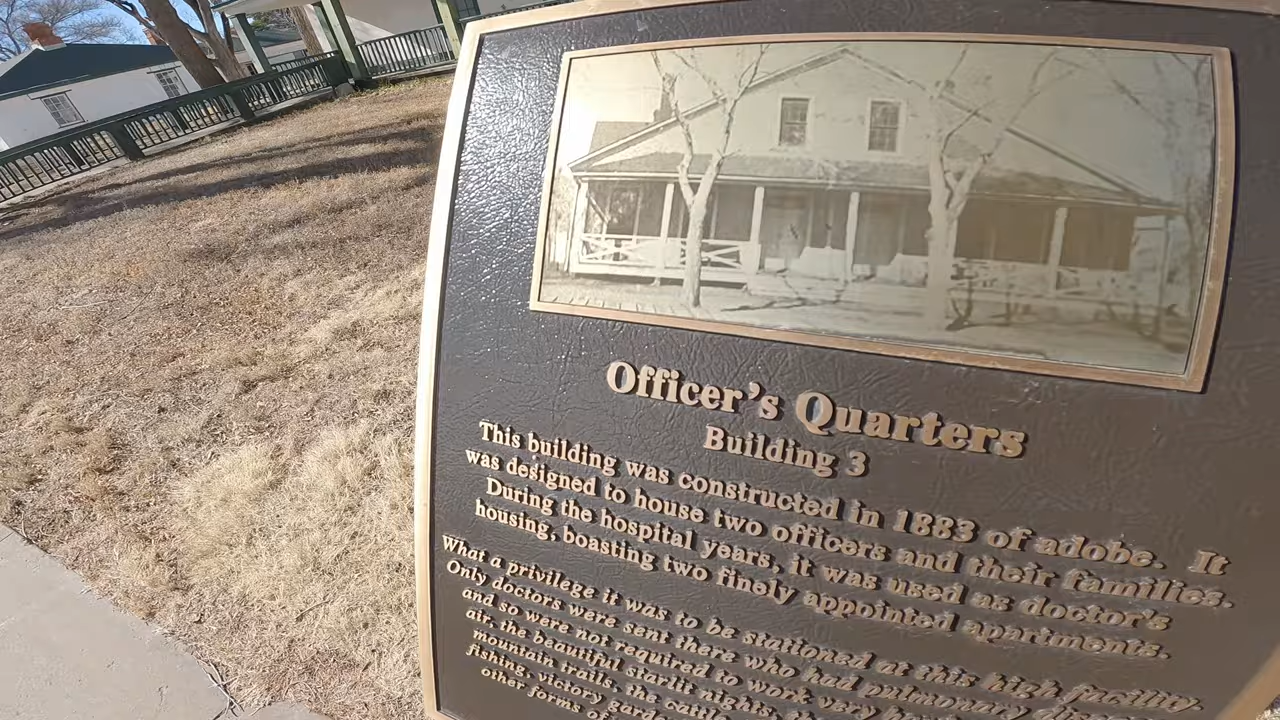 Officer's Quarters
Building 3
This building was constructed in 1883 of adobe. It
was designed to house two officers and their families.
During the hospital years, it was used as doctor's
housing, boasting two finely appointed apartments.
What a privilege it was to be stationed at this high facility.
Only doctors were sent there who had pulmonary
and so were not required to work very
air, the beautiful starlit nights,
mountain trails, the cattle
fishing, victory
other forms of